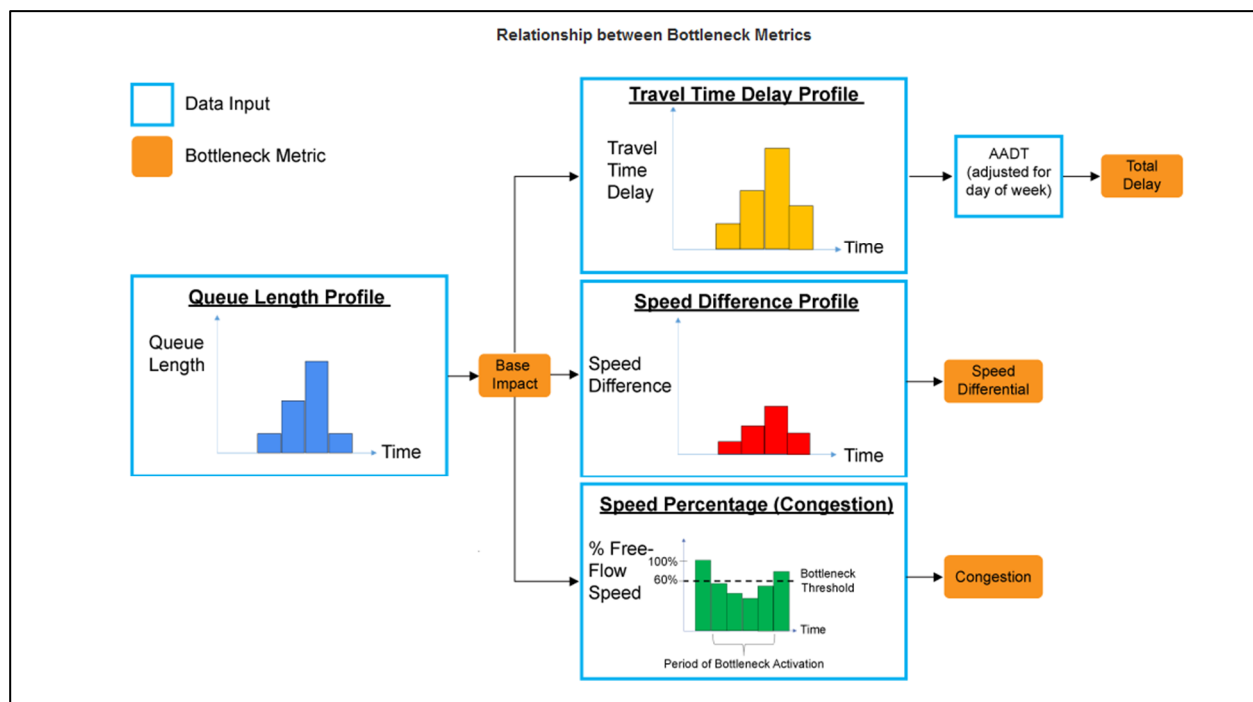 Relationship between Bottleneck Metrics
Data Input
Bottleneck Metric
Travel Time Delay Profile
Travel
Time
Delay
Time
AADT
(adjusted for
day of week)
Total
Delay
Queue Length Profile
Queue
Length
Time
Base
Impact
Speed Difference Profile
Speed
Difference
Time
Speed
Differential
Speed Percentage (Congestion)
% Free-
Flow
Speed
100%
60%
Bottleneck
Threshold
Time
Period of Bottleneck Activation
Congestion